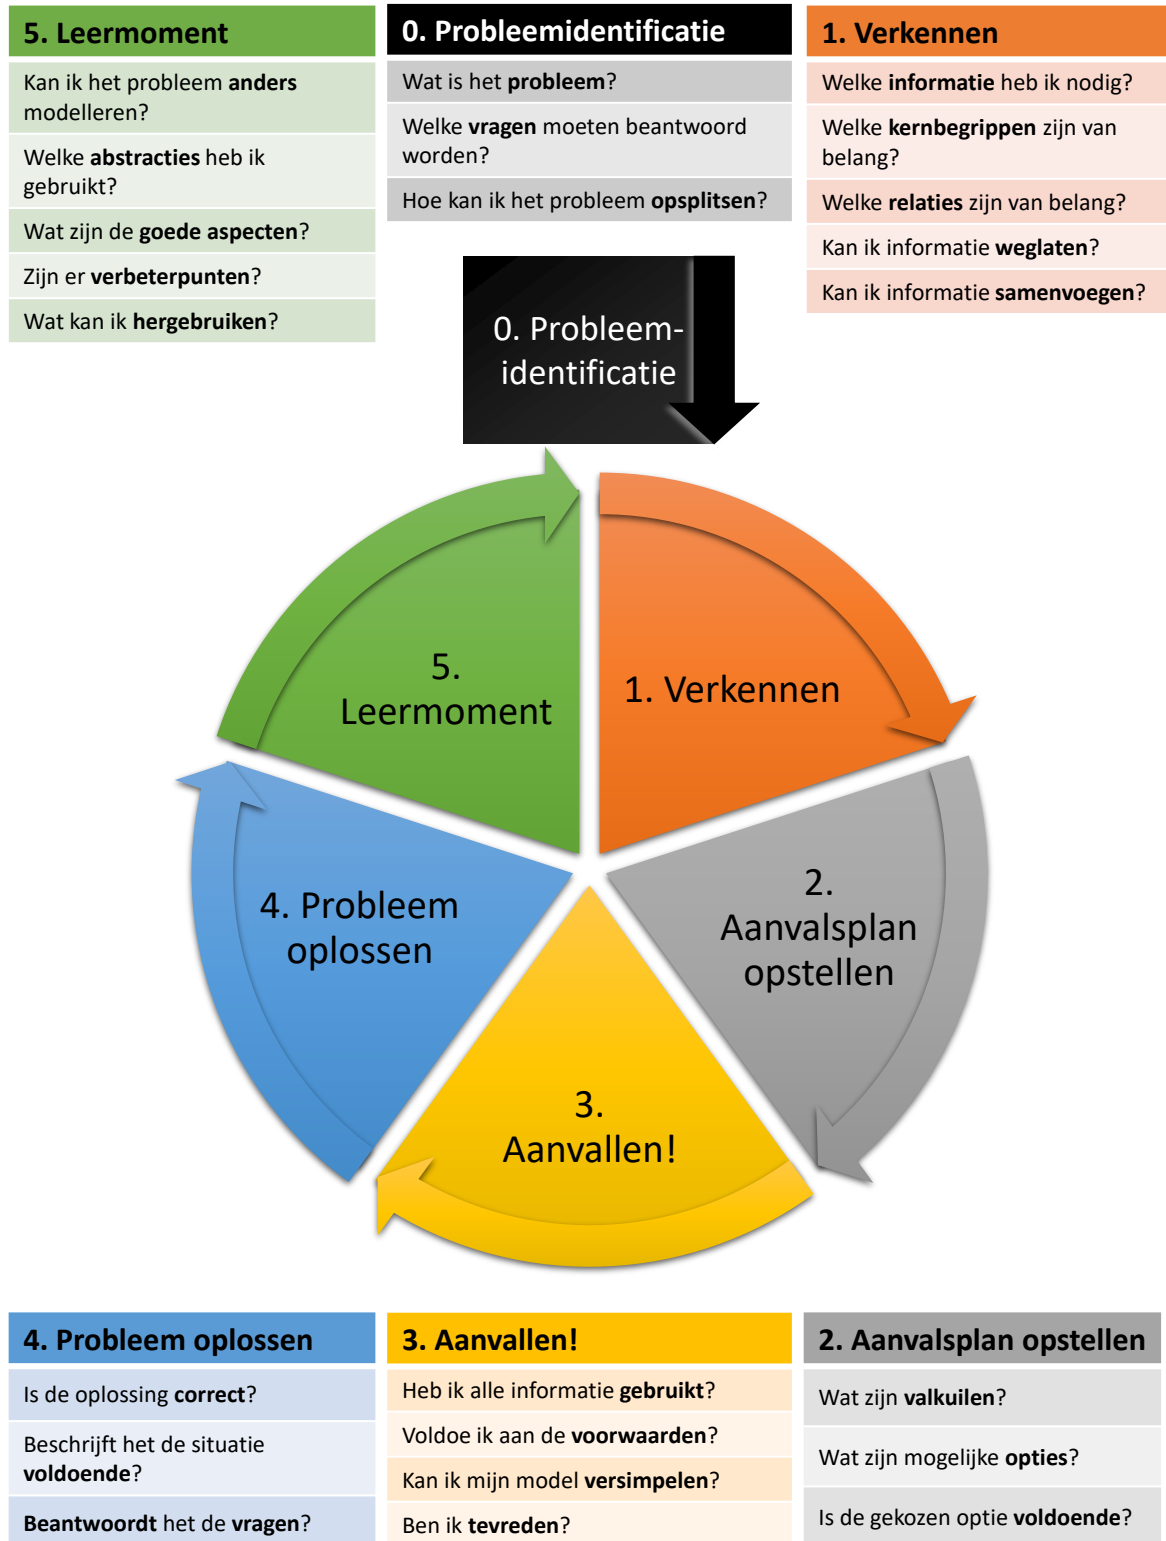 5. Leermoment
Kan ik het probleem anders
modelleren?
Welke abstracties heb ik
gebruikt?
Wat zijn de goede aspecten?
Zijn er verbeterpunten?
Wat kan ik hergebruiken?
0. Probleemidentificatie
Wat is het probleem?
Welke vragen moeten beantwoord
worden?
Hoe kan ik het probleem opsplitsen?
1. Verkennen
Welke informatie heb ik nodig?
Welke kernbegrippen zijn van
belang?
Welke relaties zijn van belang?
Kan ik informatie weglaten?
Kan ik informatie samenvoegen?
0. Probleem-
identificatie
1. Verkennen
2.
Aanvalsplan
opstellen
3.
Aanvallen!
4. Probleem
oplossen
5.
Leermoment
4. Probleem oplossen
Is de oplossing correct?
Beschrijft het de situatie
voldoende?
Beantwoordt het de vragen?
3. Aanvallen!
Heb ik alle informatie gebruikt?
Voldoe ik aan de voorwaarden?
Kan ik mijn model versimpelen?
Ben ik tevreden?
2. Aanvalsplan opstellen
Wat zijn valkuilen?
Wat zijn mogelijke opties?
Is de gekozen optie voldoende?